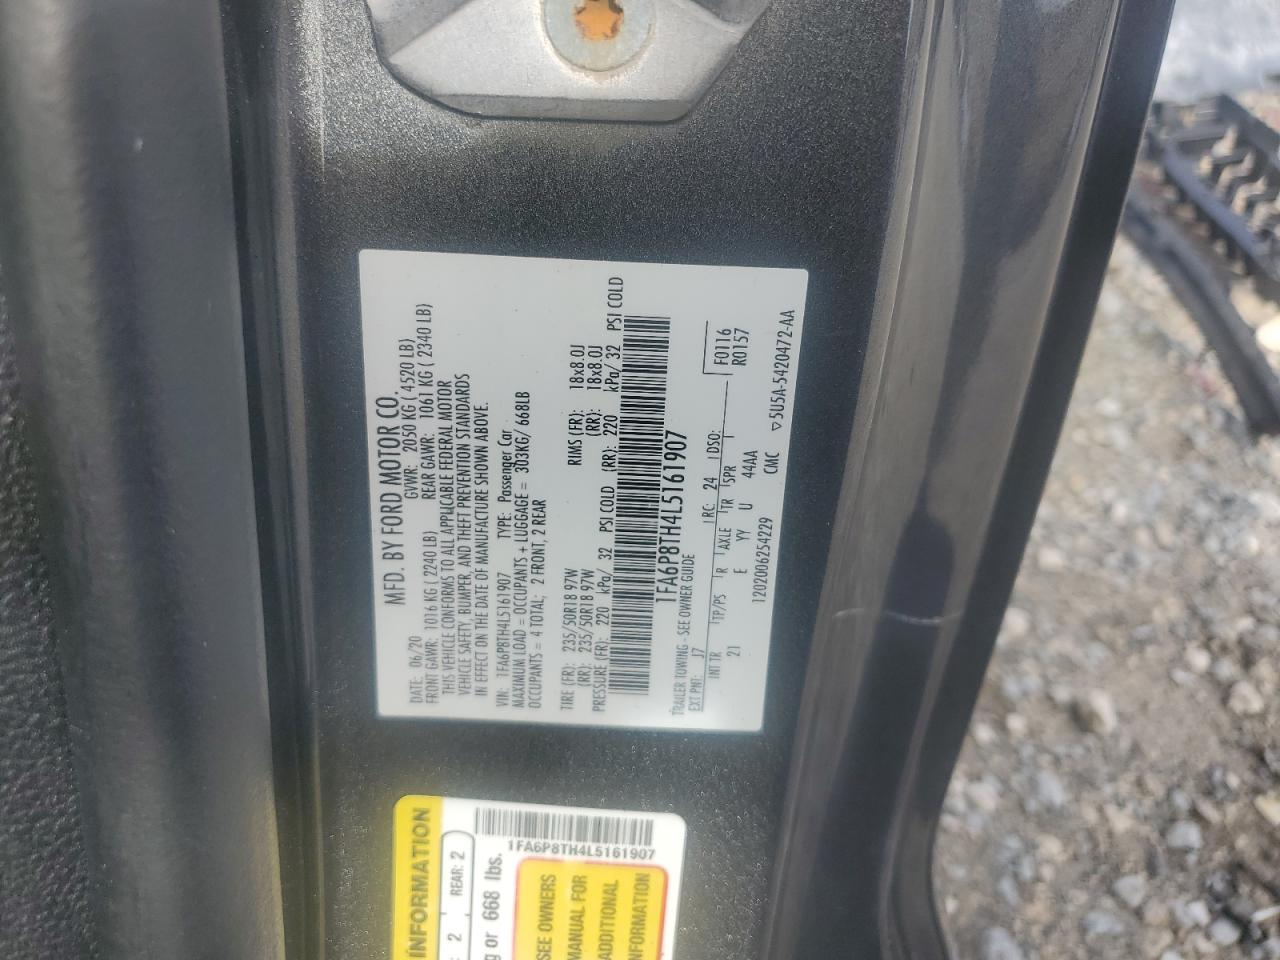 MFD. BY FORD MOTOR CO.
DATE: 06/20 GVWR: 2050 KG ( 4520 LB)
FRONT GAWR: 1016 KG ( 2240 LB) REAR GAWR: 1061 KG ( 2340 LB)
THIS VEHICLE CONFORMS TO ALL APPLICABLE FEDERAL MOTOR
VEHICLE SAFETY, BUMPER, AND THEFT PREVENTION STANDARDS
IN EFFECT ON THE DATE OF MANUFACTURE SHOWN ABOVE.
VIN: 1FA6P8TH4L5161907 TYPE: Passenger Car
MAXIMUM LOAD = OCCUPANTS + LUGGAGE = 303KG/ 668LB
OCCUPANTS = 4 TOTAL; 2 FRONT, 2 REAR
TIRE (FR): 235/50R18 97W RIMS (FR): 18x8.0J
(RR): 235/50R18 97W (RR): 18x8.0J
PRESSURE (FR): 220 kPa/ 32 PSI COLD (RR): 220 kPa/ 32 PSI COLD
1FA6P8TH4L5161907
TRAILER TOWING - SEE OWNER GUIDE
EXT PNT: J7 RC: 24 DSO: F0116
R0157
INT TR TP/PS R AXLE TR SPR
21 E YY U 44AA
1202006254229 CMC ▽5U5A-5420472-AA
INFORMATION
: 2 REAR: 2
g or 668 lbs.
1FA6P8TH4L5161907
SEE OWNERS
MANUAL FOR
ADDITIONAL
INFORMATION